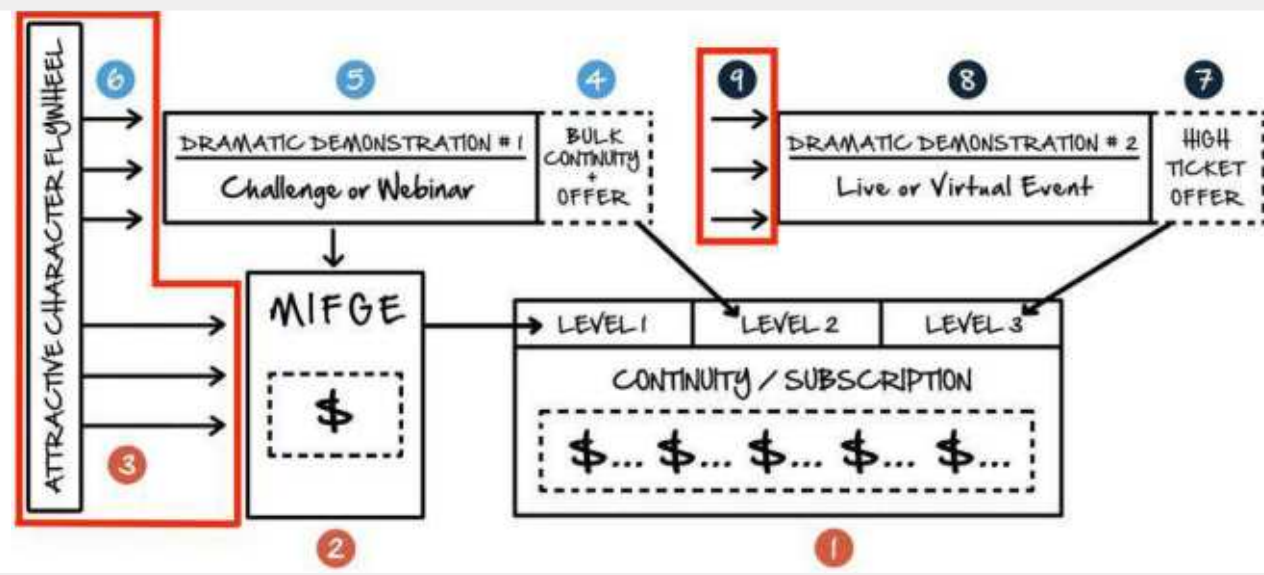 ATTRACTIVE CHARACTER FLYWHEEL
6
5
4
9
8
7
DRAMATIC DEMONSTRATION # 1
Challenge or Webinar
BULK
CONTINUITY
+
OFFER
DRAMATIC DEMONSTRATION # 2
Live or Virtual Event
HIGH
TICKET
OFFER
MIFGE
$
LEVEL 1
LEVEL 2
LEVEL 3
CONTINUITY / SUBSCRIPTION
$... $... $... $... $...
3
2
1